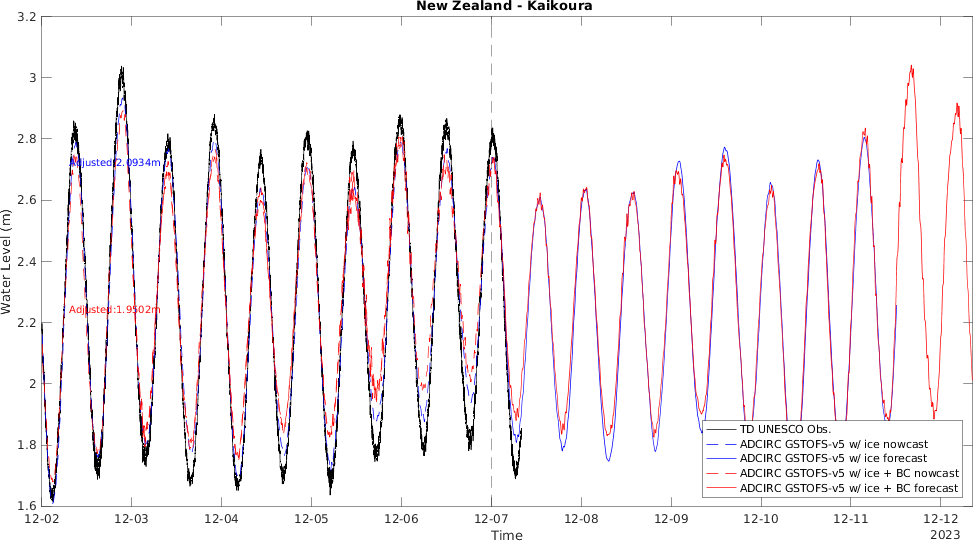 New Zealand - Kaikoura
3.2
3
2.8
2.6
2.4
2.2
2
1.8
1.6
Water Level (m)
Adjusted:2.0934m
Adjusted:1.9502m
TD UNESCO Obs.
ADCIRC GSTOFS-v5 w/ ice nowcast
ADCIRC GSTOFS-v5 w/ ice forecast
ADCIRC GSTOFS-v5 w/ ice + BC nowcast
ADCIRC GSTOFS-v5 w/ ice + BC forecast
12-02 12-03 12-04 12-05 12-06 12-07 12-08 12-09 12-10 12-11 12-12
Time
2023